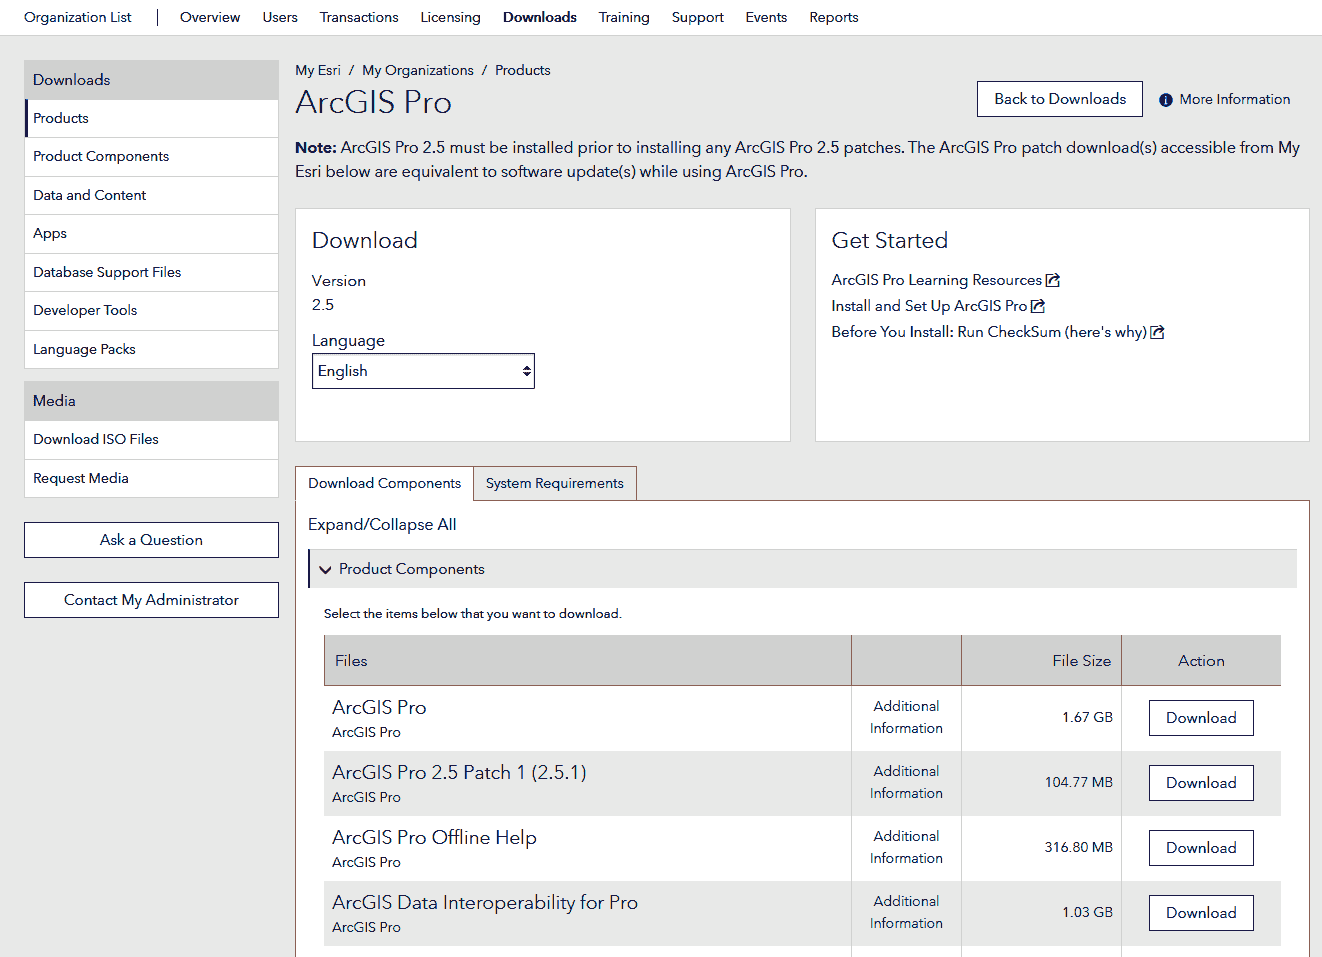 Organization List
Overview
Users
Transactions
Licensing
Downloads
Training
Support
Events
Reports
Downloads
Products
Product Components
Data and Content
Apps
Database Support Files
Developer Tools
Language Packs
Media
Download ISO Files
Request Media
Ask a Question
Contact My Administrator
My Esri / My Organizations / Products
ArcGIS Pro
Back to Downloads
More Information
Note: ArcGIS Pro 2.5 must be installed prior to installing any ArcGIS Pro 2.5 patches. The ArcGIS Pro patch download(s) accessible from My
Esri below are equivalent to software update(s) while using ArcGIS Pro.
Download
Version
2.5
Language
English
Get Started
ArcGIS Pro Learning Resources
Install and Set Up ArcGIS Pro
Before You Install: Run CheckSum (here's why)
Download Components
System Requirements
Expand/Collapse All
Product Components
Select the items below that you want to download.
Files
File Size
Action
ArcGIS Pro
ArcGIS Pro
Additional
Information
1.67 GB
Download
ArcGIS Pro 2.5 Patch 1 (2.5.1)
ArcGIS Pro
Additional
Information
104.77 MB
Download
ArcGIS Pro Offline Help
ArcGIS Pro
Additional
Information
316.80 MB
Download
ArcGIS Data Interoperability for Pro
ArcGIS Pro
Additional
Information
1.03 GB
Download